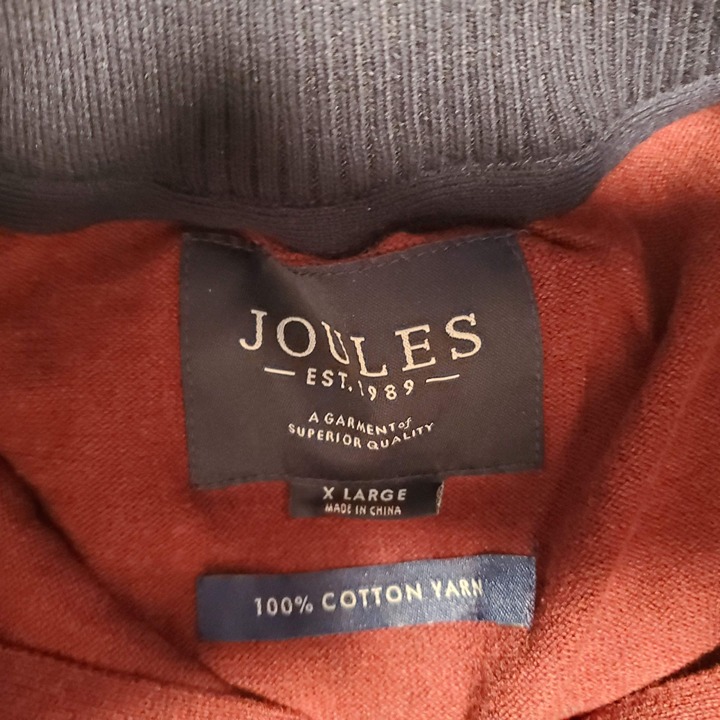 JOULES
EST. 1989
A GARMENT of
SUPERIOR QUALITY
X LARGE
MADE IN CHINA
100% COTTON YARN